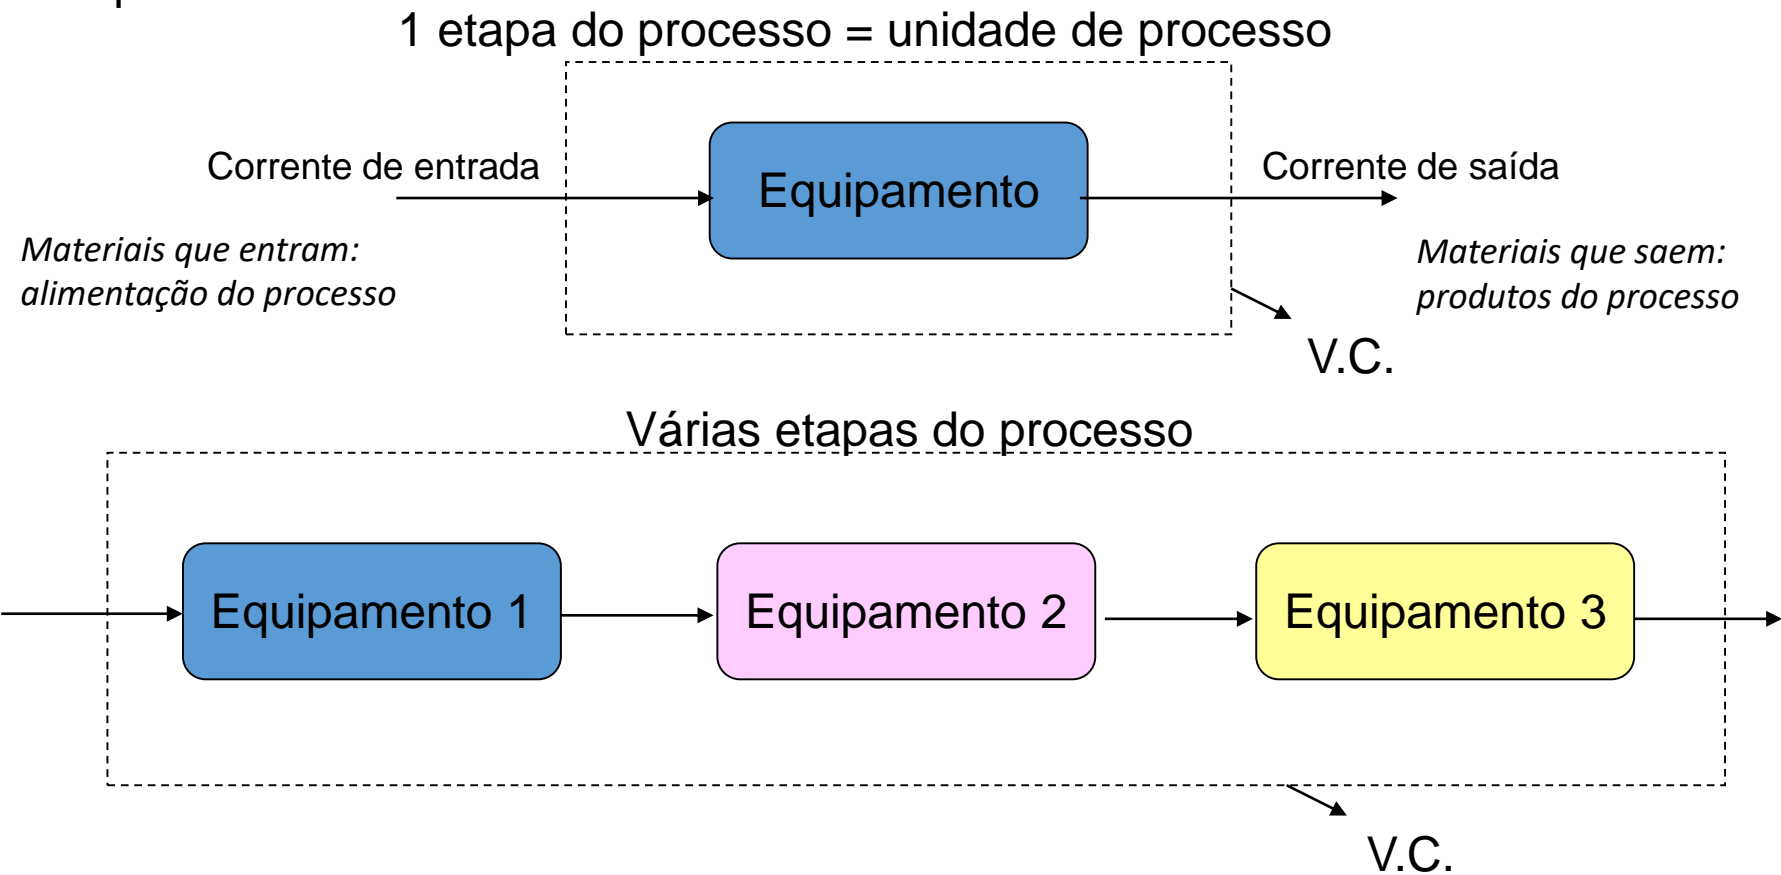 1 etapa do processo = unidade de processo
Corrente de entrada
Equipamento
Corrente de saída
Materiais que entram:
alimentação do processo
Materiais que saem:
produtos do processo
V.C.
Várias etapas do processo
Equipamento 1
Equipamento 2
Equipamento 3
V.C.